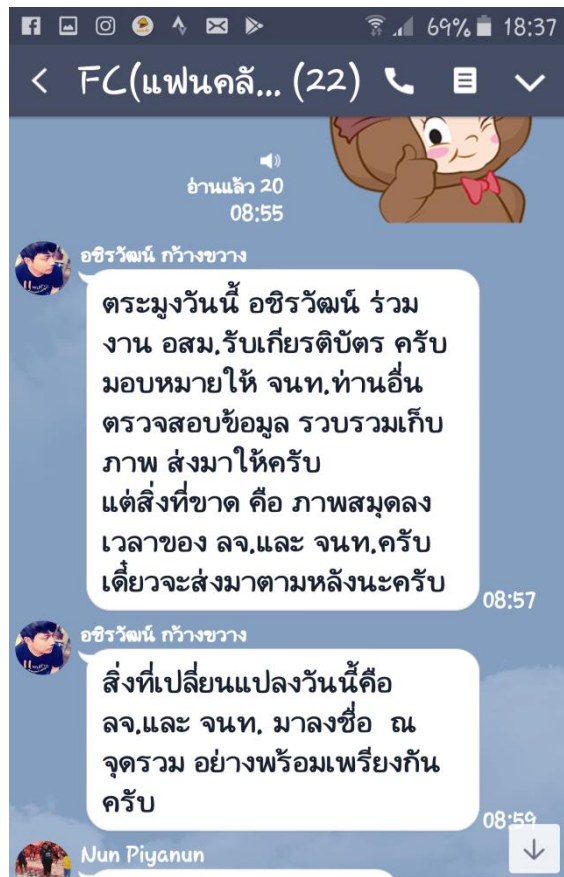 69% 18:37
FC(แฟนคลั... (22)
อ่านแล้ว 20
08:55
อชิรวัฒน์ กว้างขวาง
ตระมูงวันนี้ อชิรวัฒน์ ร่วม
งาน อสม.รับเกียรติบัตร ครับ
มอบหมายให้ จนท.ท่านอื่น
ตรวจสอบข้อมูล รวบรวมเก็บ
ภาพ ส่งมาให้ครับ
แต่สิ่งที่ขาด คือ ภาพสมุดลง
เวลาของ ลจ.และ จนท.ครับ
เดี๋ยวจะส่งมาตามหลังนะครับ
08:57
อชิรวัฒน์ กว้างขวาง
สิ่งที่เปลี่ยนแปลงวันนี้คือ
ลจ.และ จนท. มาลงชื่อ ณ
จุดรวม อย่างพร้อมเพรียงกัน
ครับ
08:59
Nun Piyanun